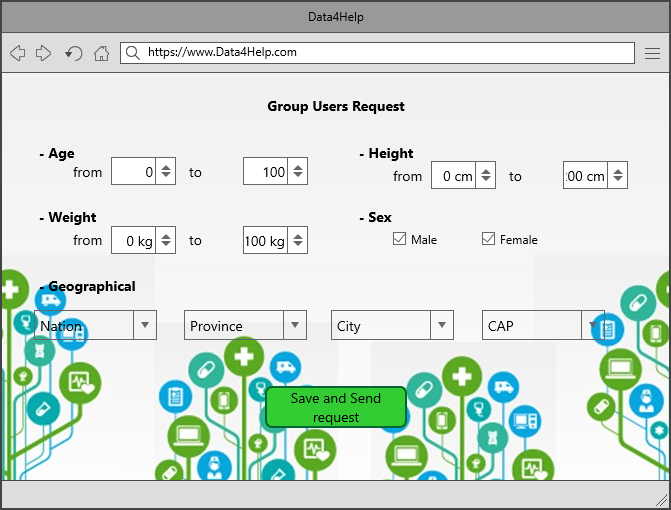 Data4Help
https://www.Data4Help.com
Group Users Request
- Age
from 0 to 100
- Height
from 0 cm to :00 cm
- Weight
from 0 kg to 100 kg
- Sex
Male Female
- Geographical
Nation Province City CAP
Save and Send
request